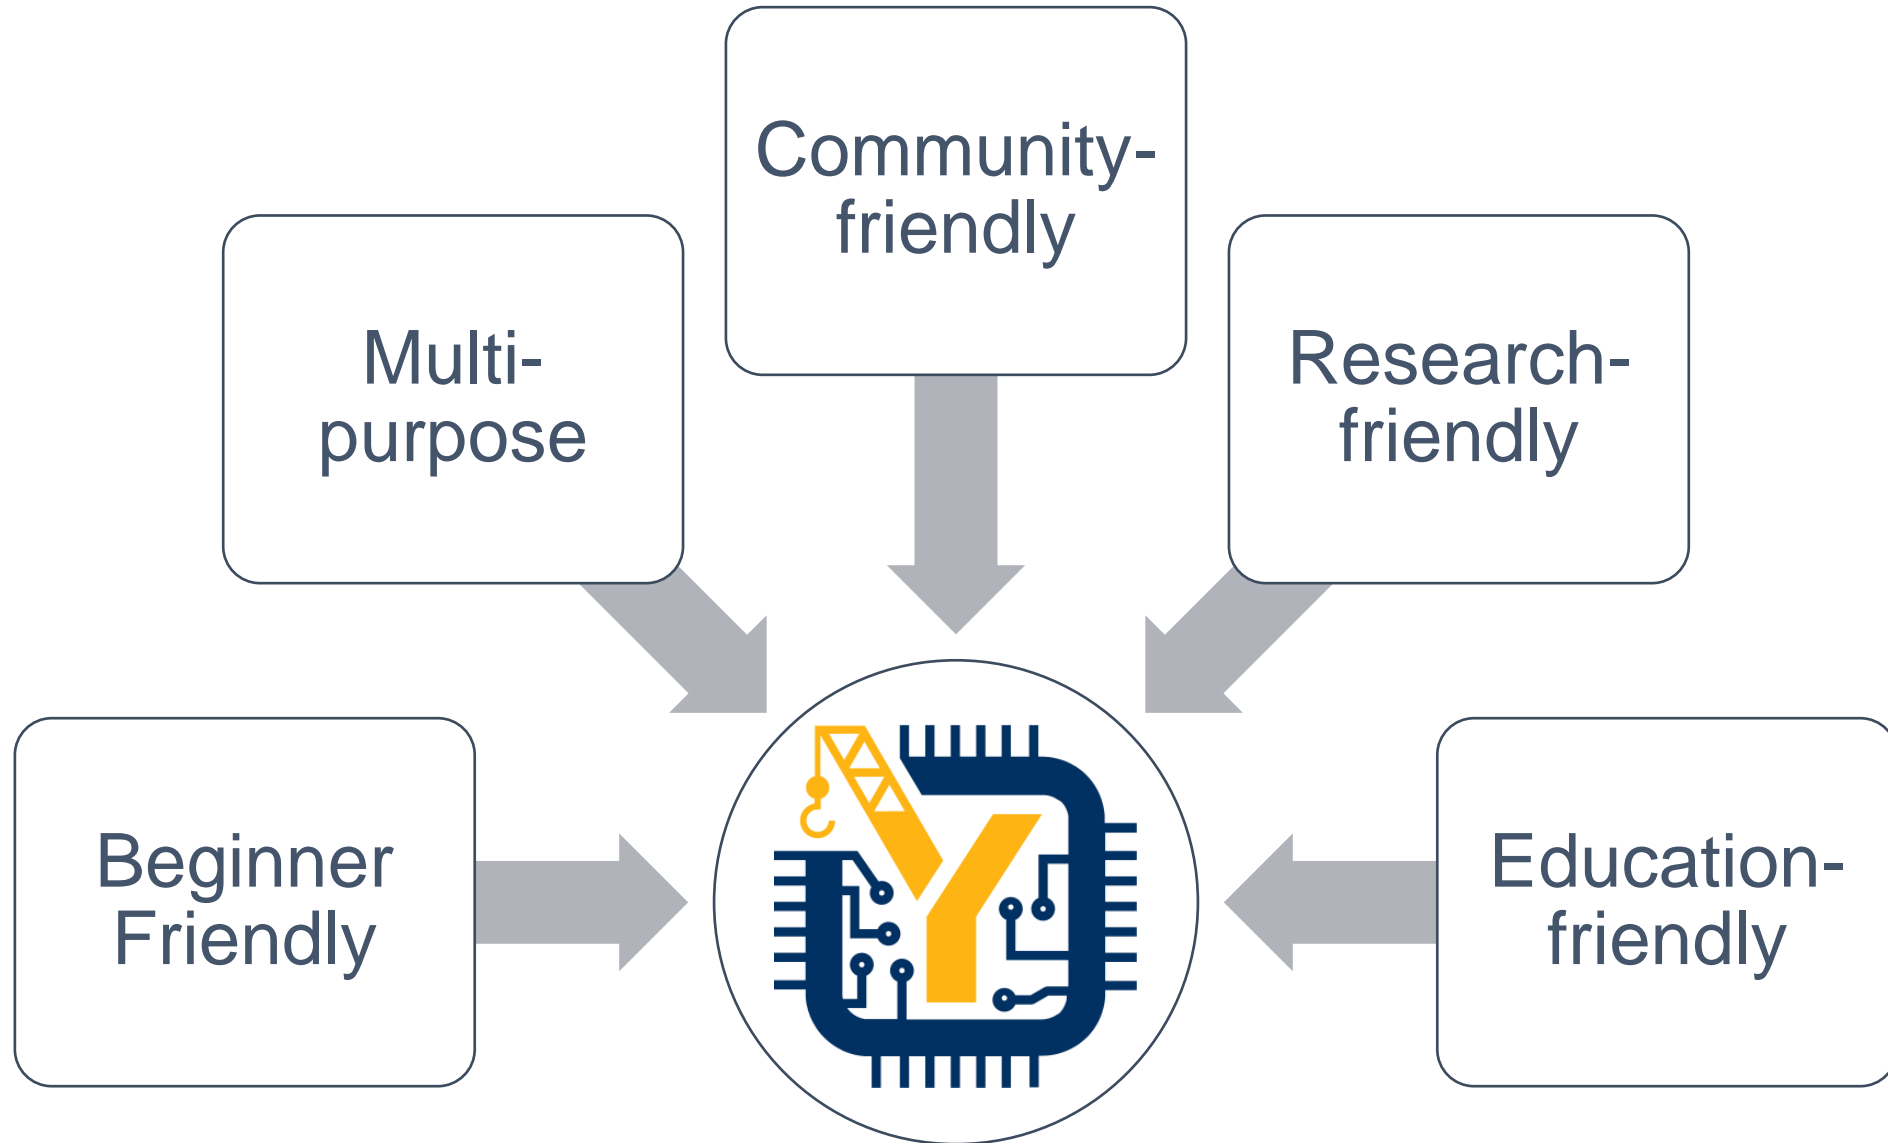 Community-
friendly
Multi-
purpose
Research-
friendly
Beginner
Friendly
Education-
friendly